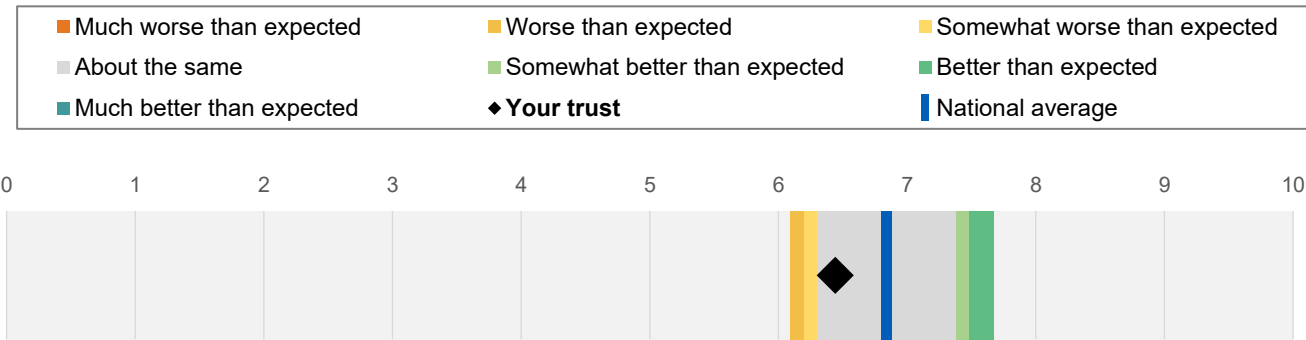 Much worse than expected Worse than expected Somewhat worse than expected
About the same Somewhat better than expected Better than expected
Much better than expected Your trust National average
0 1 2 3 4 5 6 7 8 9 10